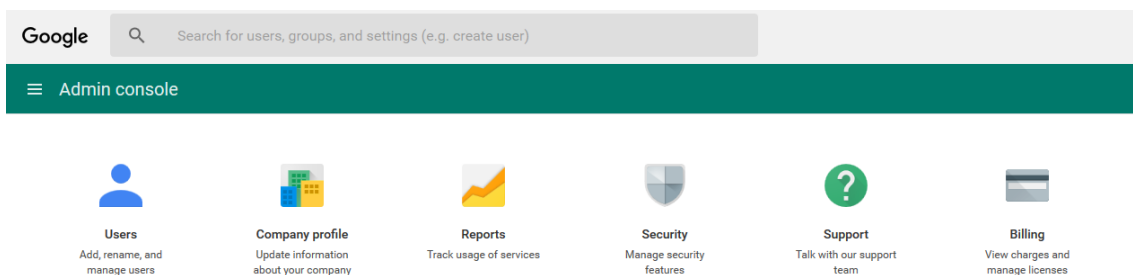 Google
Search for users, groups, and settings (e.g. create user)
Admin console
Users
Add, rename, and
manage users
Company profile
Update information
about your company
Reports
Track usage of services
Security
Manage security
features
?
Support
Talk with our support
team
Billing
View charges and
manage licenses